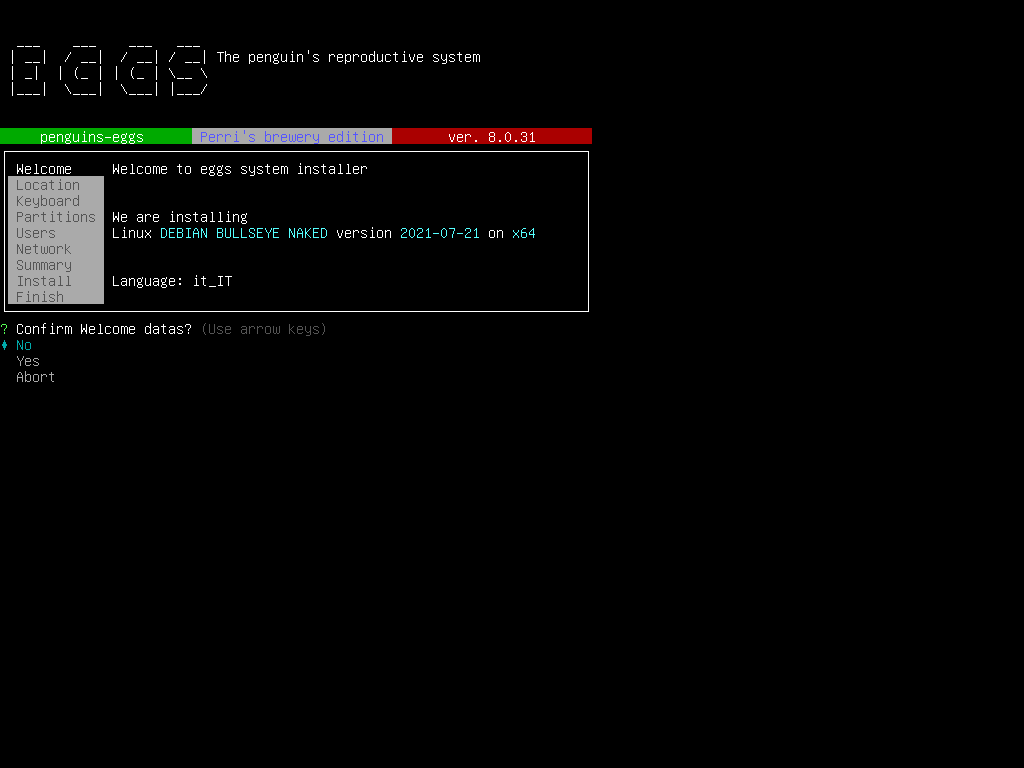 EGGS The penguin's reproductive system
penguins-eggs Perri's brewery edition ver. 8.0.31
Welcome Welcome to eggs system installer
Location
Keyboard
Partitions We are installing
Users Linux DEBIAN BULLSEYE NAKED version 2021-07-21 on x64
Network
Summary
Install Language: it_IT
Finish
? Confirm Welcome datas? (Use arrow keys)
♦ No
Yes
Abort